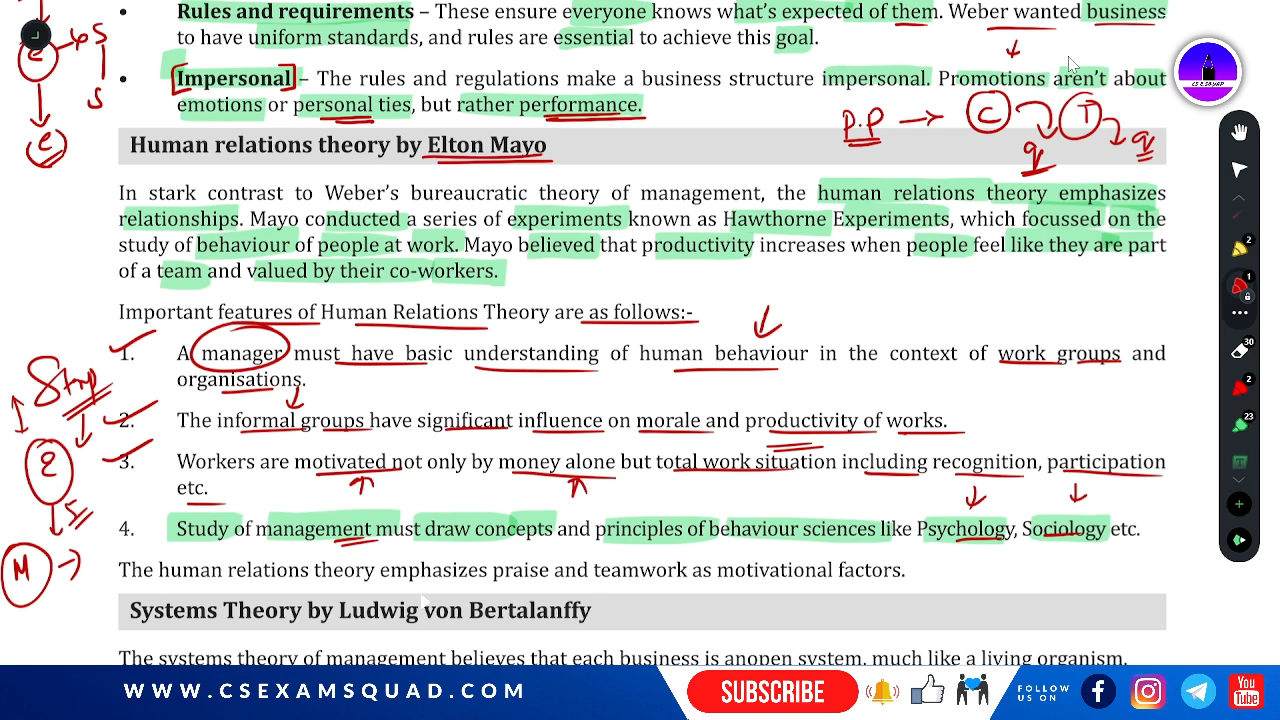 • Rules and requirements – These ensure everyone knows what's expected of them. Weber wanted business
to have uniform standards, and rules are essential to achieve this goal.
• [Impersonal] – The rules and regulations make a business structure impersonal. Promotions aren't about
emotions or personal ties, but rather performance.
P.P → C T
q q
CSESQUAD
Human relations theory by Elton Mayo
In stark contrast to Weber's bureaucratic theory of management, the human relations theory emphasizes
relationships. Mayo conducted a series of experiments known as Hawthorne Experiments, which focussed on the
study of behaviour of people at work. Mayo believed that productivity increases when people feel like they are part
of a team and valued by their co-workers.
Important features of Human Relations Theory are as follows:-
1. A manager must have basic understanding of human behaviour in the context of work groups and
organisations.
2. The informal groups have significant influence on morale and productivity of works.
3. Workers are motivated not only by money alone but total work situation including recognition, participation
etc.
M
4. Study of management must draw concepts and principles of behaviour sciences like Psychology, Sociology etc.
The human relations theory emphasizes praise and teamwork as motivational factors.
Systems Theory by Ludwig von Bertalanffy
The systems theory of management believes that each business is anopen system, much like a living organism.
2
1
30
2
23
T
WWW.CSEXAMSQUAD.COM
SUBSCRIBE
FOLLOW
US ON
You
Tube